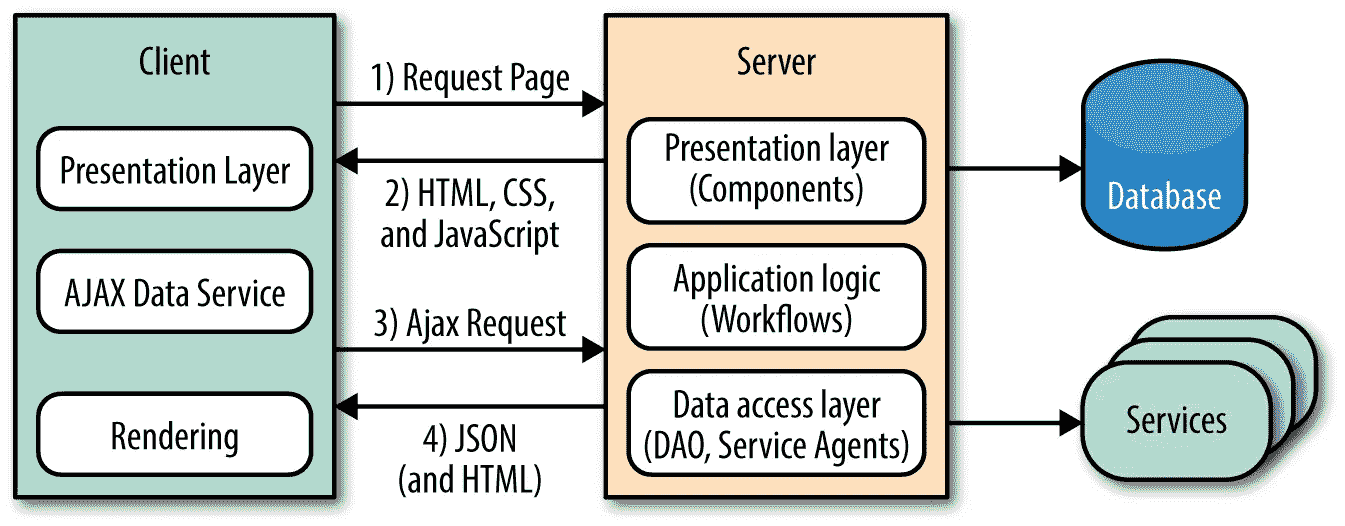 Client
Presentation Layer
AJAX Data Service
Rendering
1) Request Page
2) HTML, CSS,
and JavaScript
3) Ajax Request
4) JSON
(and HTML)
Server
Presentation layer
(Components)
Application logic
(Workflows)
Data access layer
(DAO, Service Agents)
Database
Services